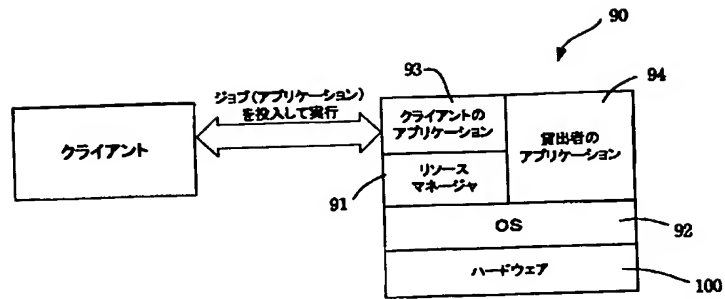 90
93
94
ジョブ(アプリケーション)
を投入して実行
クライアント
クライアントの
アプリケーション
貸出者の
アプリケーション
リソース
マネージャ
91
OS
92
ハードウェア
100